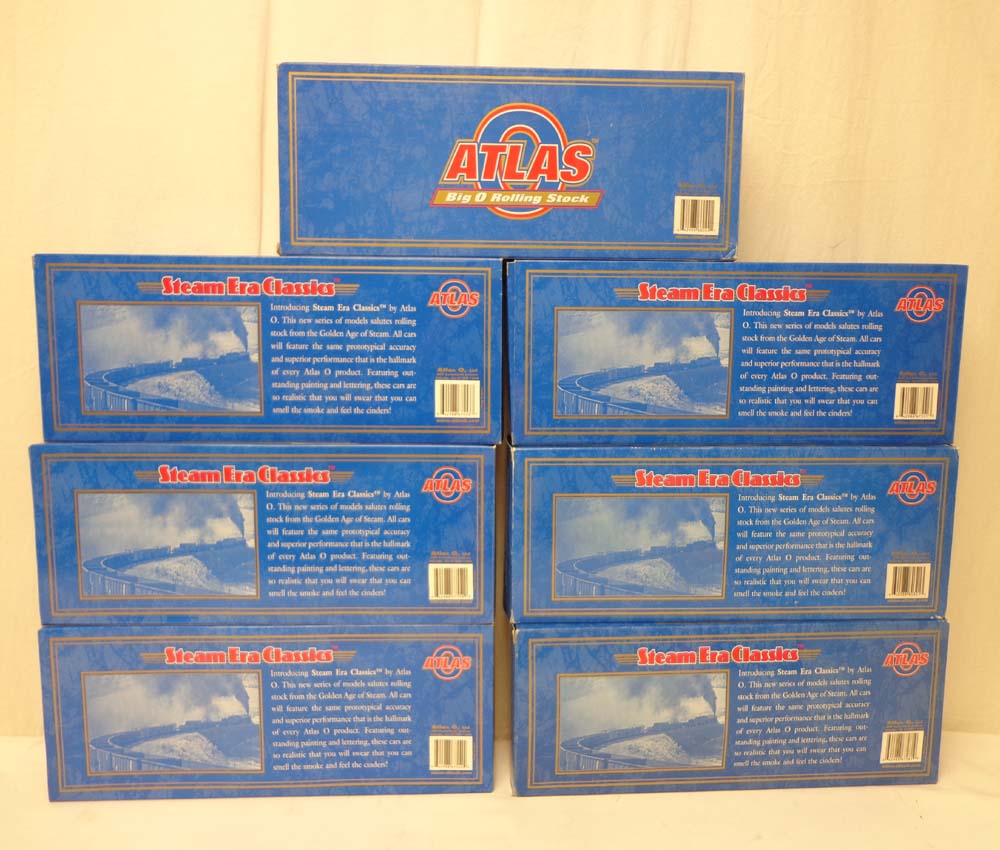 ATLAS
Big O Rolling Stock
Steam Era Classics™
ATLAS
Introducing Steam Era Classics™ by Atlas
O. This new series of models salutes rolling
stock from the Golden Age of Steam. All cars
will feature the same prototypical accuracy
and superior performance that is the hallmark
of every Atlas O product. Featuring out-
standing painting and lettering, these cars are
so realistic that you will swear that you can
smell the smoke and feel the cinders!
Atlas O, LLC
Steam Era Classics™
ATLAS
Introducing Steam Era Classics™ by Atlas
O. This new series of models salutes rolling
stock from the Golden Age of Steam. All cars
will feature the same prototypical accuracy
and superior performance that is the hallmark
of every Atlas O product. Featuring out-
standing painting and lettering, these cars are
so realistic that you will swear that you can
smell the smoke and feel the cinders!
Atlas O, LLC
Steam Era Classics™
ATLAS
Introducing Steam Era Classics™ by Atlas
O. This new series of models salutes rolling
stock from the Golden Age of Steam. All cars
will feature the same prototypical accuracy
and superior performance that is the hallmark
of every Atlas O product. Featuring out-
standing painting and lettering, these cars are
so realistic that you will swear that you can
smell the smoke and feel the cinders!
Atlas O, LLC
Steam Era Classics™
ATLAS
Introducing Steam Era Classics™ by Atlas
O. This new series of models salutes rolling
stock from the Golden Age of Steam. All cars
will feature the same prototypical accuracy
and superior performance that is the hallmark
of every Atlas O product. Featuring out-
standing painting and lettering, these cars are
so realistic that you will swear that you can
smell the smoke and feel the cinders!
Atlas O, LLC
Steam Era Classics™
ATLAS
Introducing Steam Era Classics™ by Atlas
O. This new series of models salutes rolling
stock from the Golden Age of Steam. All cars
will feature the same prototypical accuracy
and superior performance that is the hallmark
of every Atlas O product. Featuring out-
standing painting and lettering, these cars are
so realistic that you will swear that you can
smell the smoke and feel the cinders!
Atlas O, LLC
Steam Era Classics™
ATLAS
Introducing Steam Era Classics™ by Atlas
O. This new series of models salutes rolling
stock from the Golden Age of Steam. All cars
will feature the same prototypical accuracy
and superior performance that is the hallmark
of every Atlas O product. Featuring out-
standing painting and lettering, these cars are
so realistic that you will swear that you can
smell the smoke and feel the cinders!
Atlas O, LLC